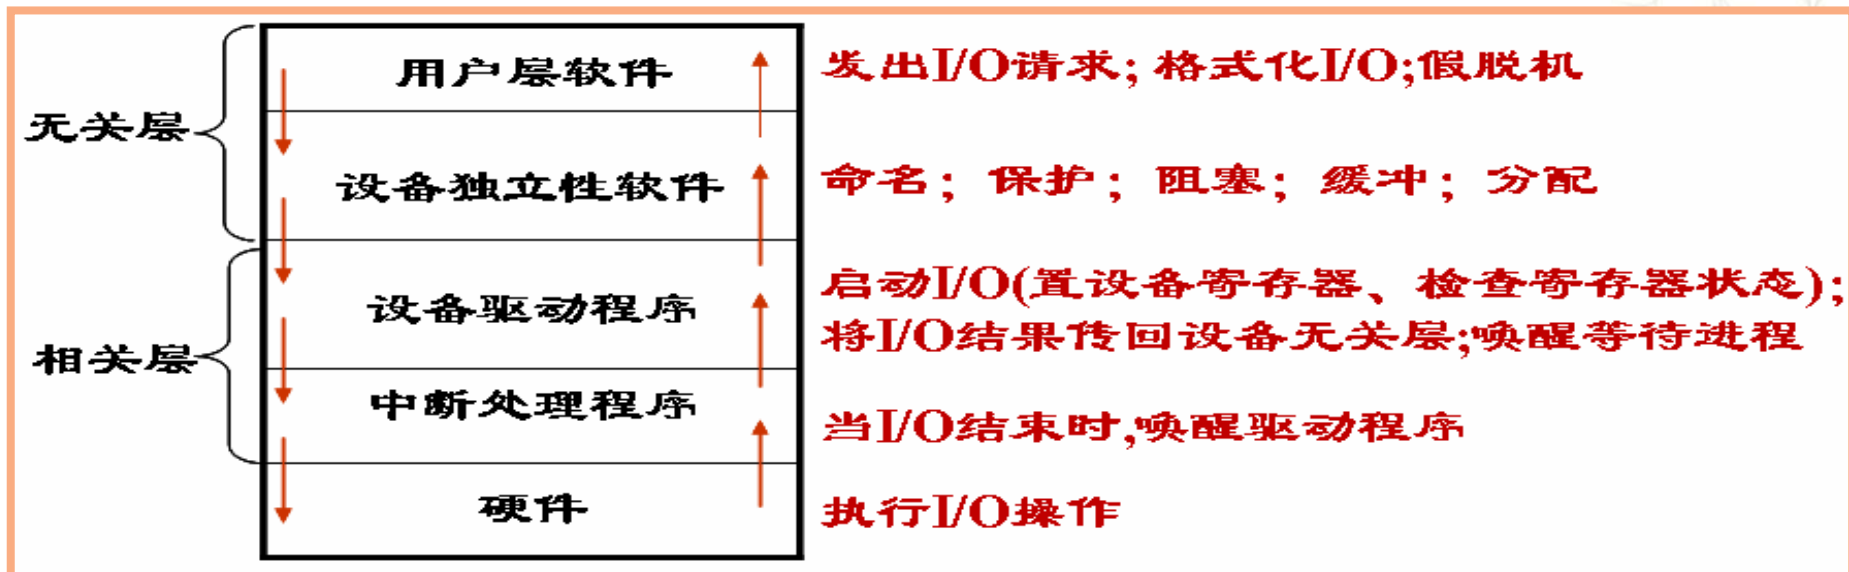 用户层软件
发出I/O请求; 格式化I/O;假脱机
无关层
设备独立性软件
命名; 保护; 阻塞; 缓冲; 分配
设备驱动程序
启动I/O(置设备寄存器、检查寄存器状态);
将I/O结果传回设备无关层;唤醒等待进程
相关层
中断处理程序
当I/O结束时,唤醒驱动程序
硬件
执行I/O操作